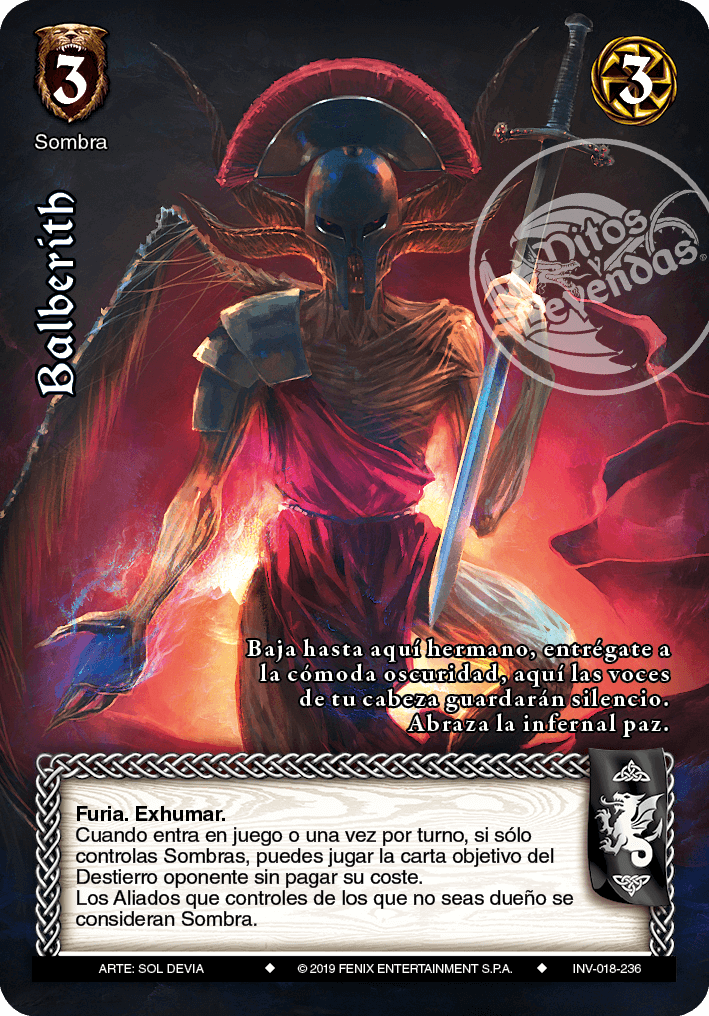 3
3
Sombra
Mitos
y
Leyendas
Balberith
Baja hasta aquí hermano, entrégate a
la cómoda oscuridad, aquí las voces
de tu cabeza guardarán silencio.
Abraza la infernal paz.
Furia. Exhumar.
Cuando entra en juego o una vez por turno, si sólo
controlas Sombras, puedes jugar la carta objetivo del
Destierro oponente sin pagar su coste.
Los Aliados que controles de los que no seas dueño se
consideran Sombra.
ARTE: SOL DEVIA ◆ © 2019 FENIX ENTERTAINMENT S.P.A. ◆ INV-018-236